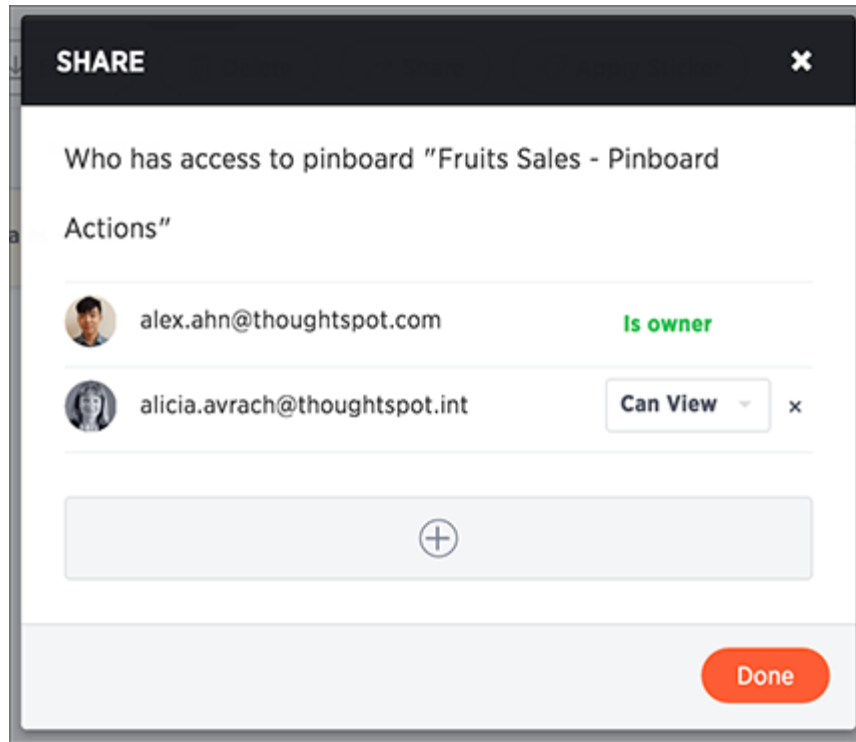 SHARE
Who has access to pinboard "Fruits Sales - Pinboard
Actions"
alex.ahn@thoughtspot.com Is owner
alicia.avrach@thoughtspot.int Can View ×
Done